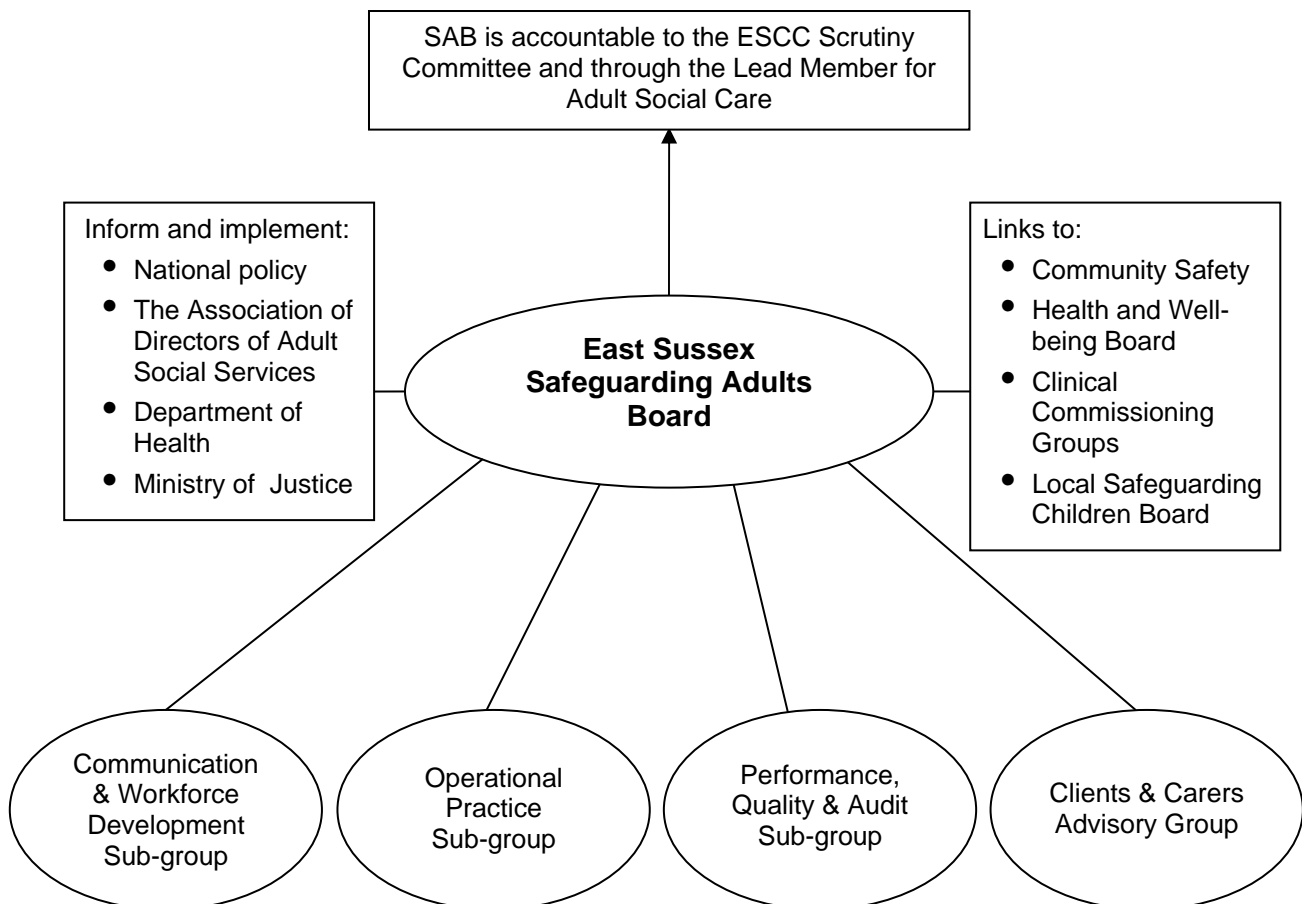 SAB is accountable to the ESCC Scrutiny
Committee and through the Lead Member for
Adult Social Care
Inform and implement:
• National policy
• The Association of
Directors of Adult
Social Services
• Department of
Health
• Ministry of Justice
East Sussex
Safeguarding Adults
Board
Links to:
• Community Safety
• Health and Well-
being Board
• Clinical
Commissioning
Groups
• Local Safeguarding
Children Board
Communication
& Workforce
Development
Sub-group
Operational
Practice
Sub-group
Performance,
Quality & Audit
Sub-group
Clients & Carers
Advisory Group